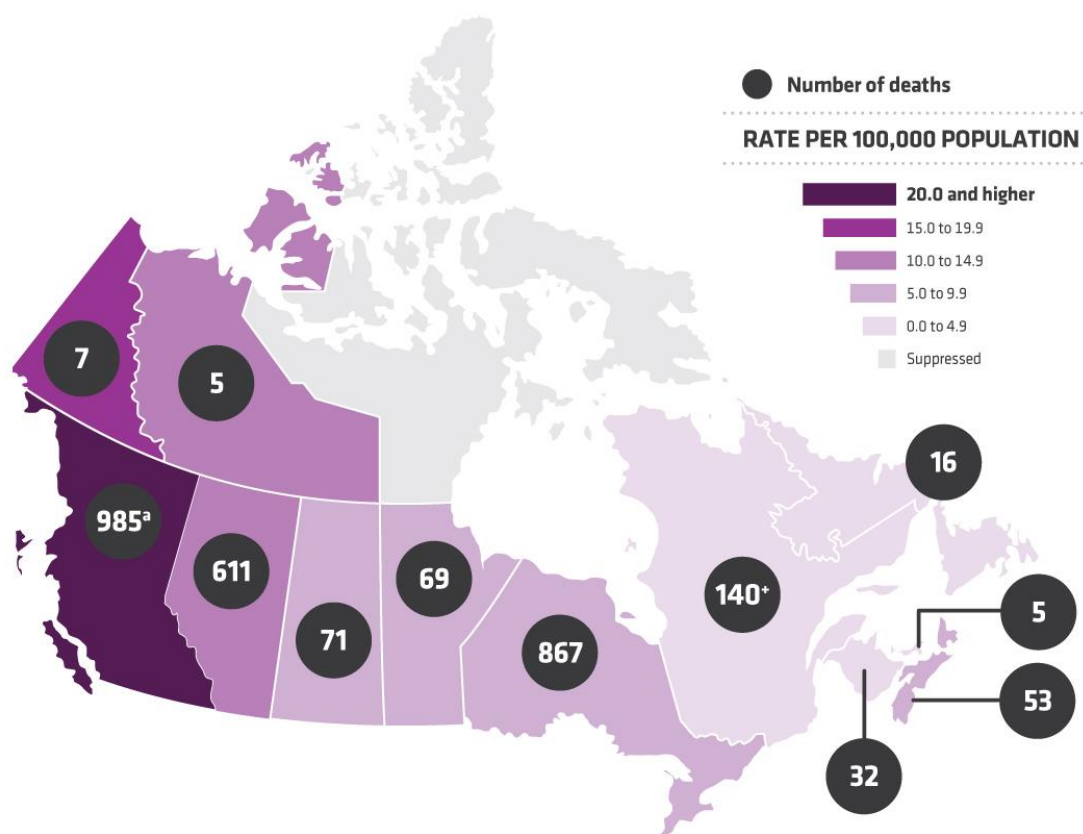 Number of deaths
RATE PER 100,000 POPULATION
20.0 and higher
15.0 to 19.9
10.0 to 14.9
5.0 to 9.9
0.0 to 4.9
Suppressed
7
5
16
985ᵃ
611
69
140⁺
71
867
5
53
32